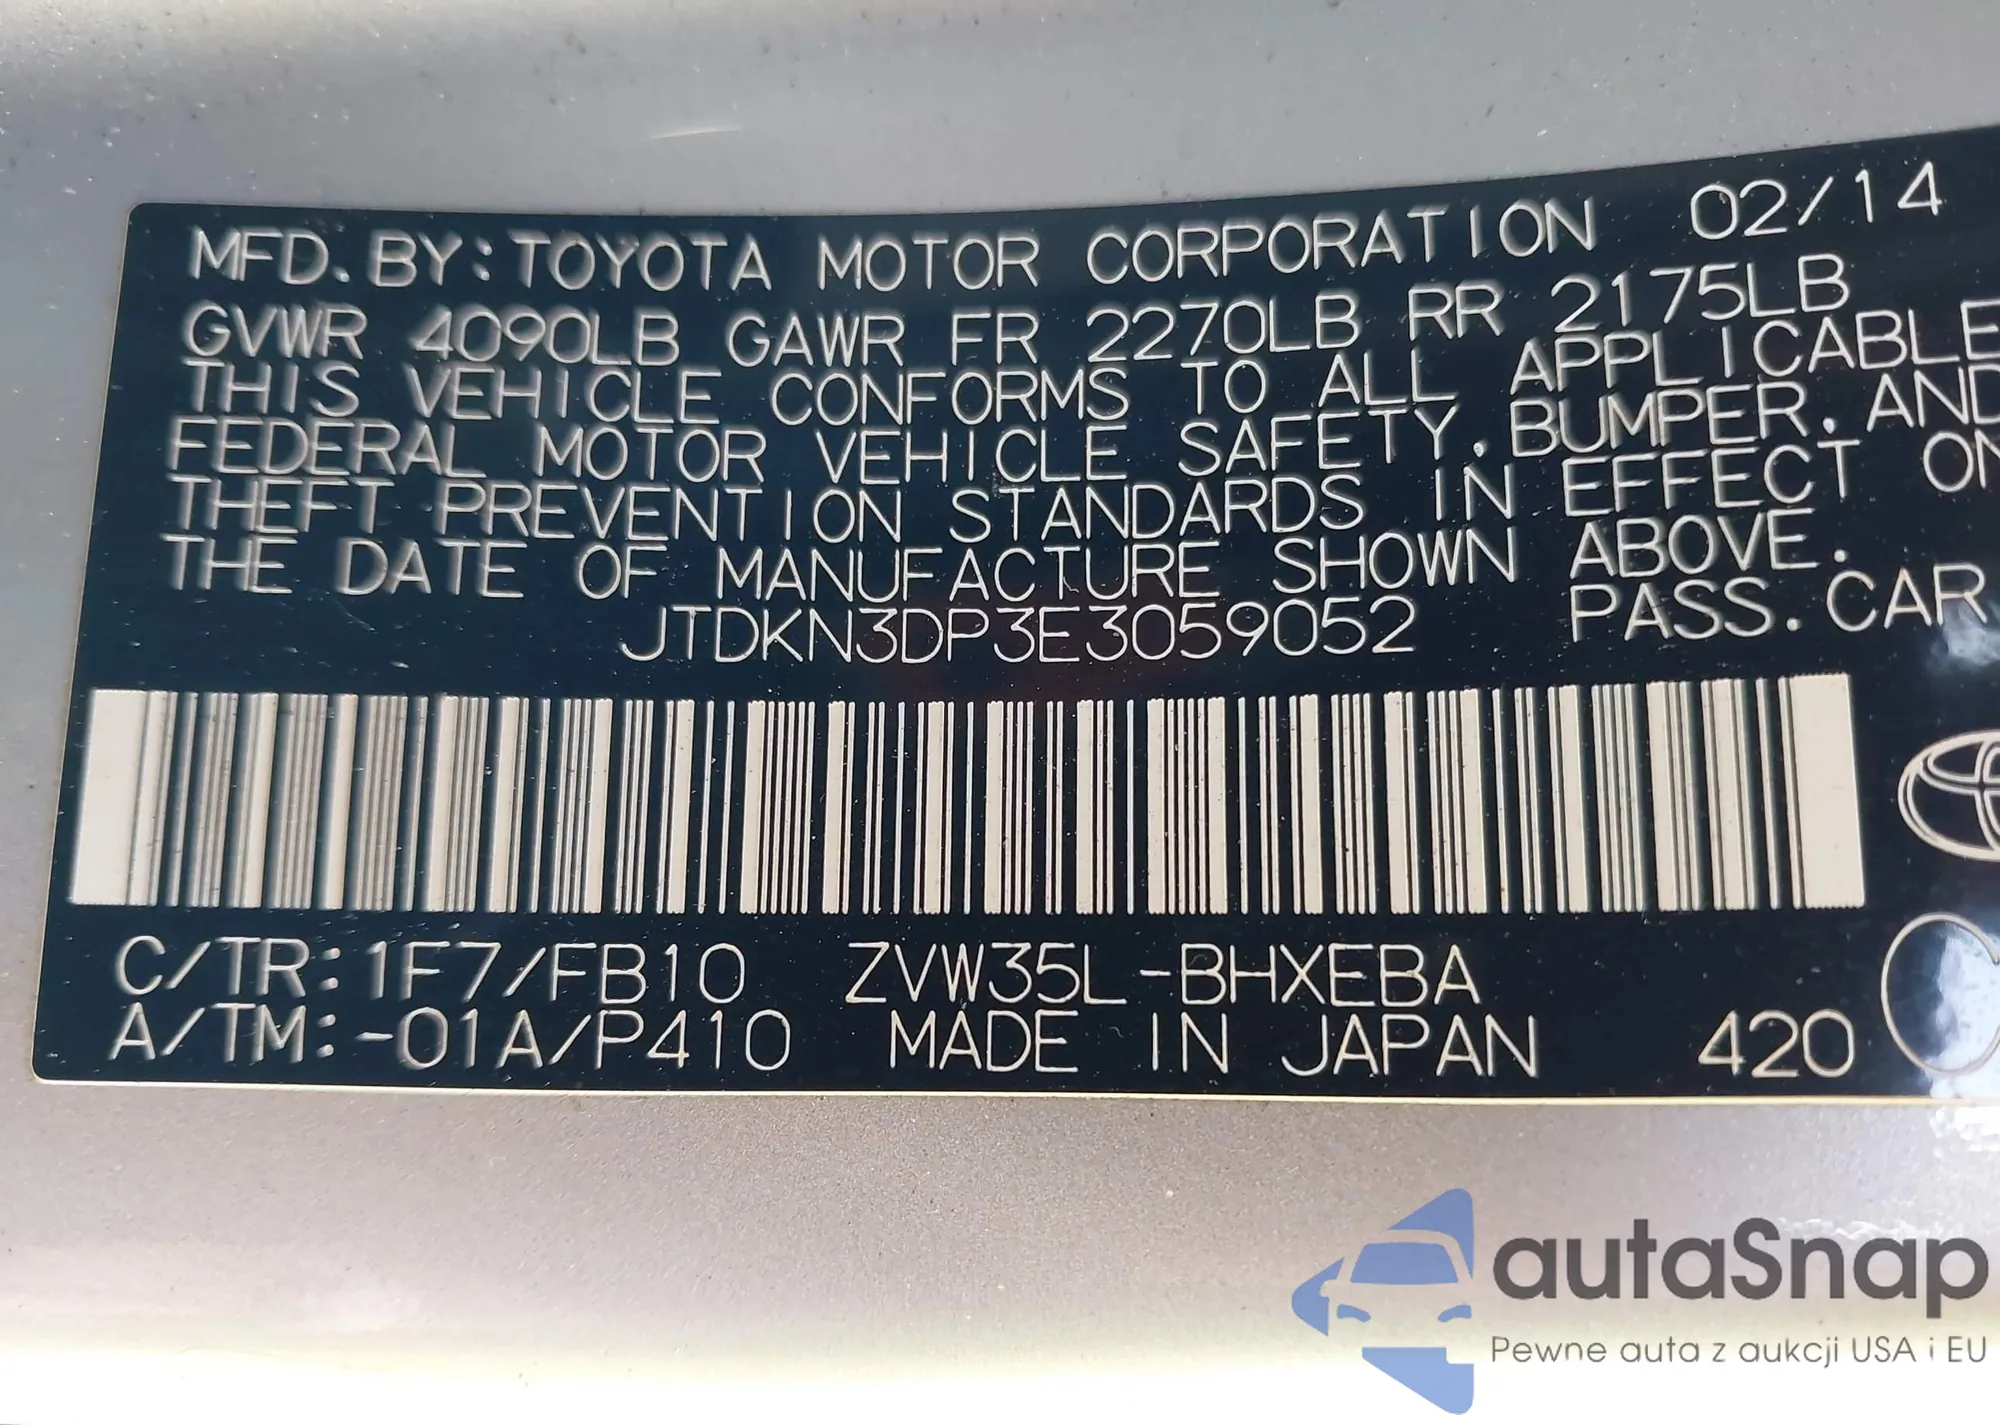 MFD. BY: TOYOTA MOTOR CORPORATION 02/14
GVWR 4090LB GAWR FR 2270LB RR 2175LB
THIS VEHICLE CONFORMS TO ALL APPLICABLE
FEDERAL MOTOR VEHICLE SAFETY, BUMPER, AND
THEFT PREVENTION STANDARDS IN EFFECT ON
THE DATE OF MANUFACTURE SHOWN ABOVE.
JTDKN3DP3E3059052 PASS. CAR
C/TR: 1F7/FB10 ZVW35L-BHXEBA
A/TM: -01A/P410 MADE IN JAPAN 420
autaSnap
Pewne auta z aukcji USA i EU